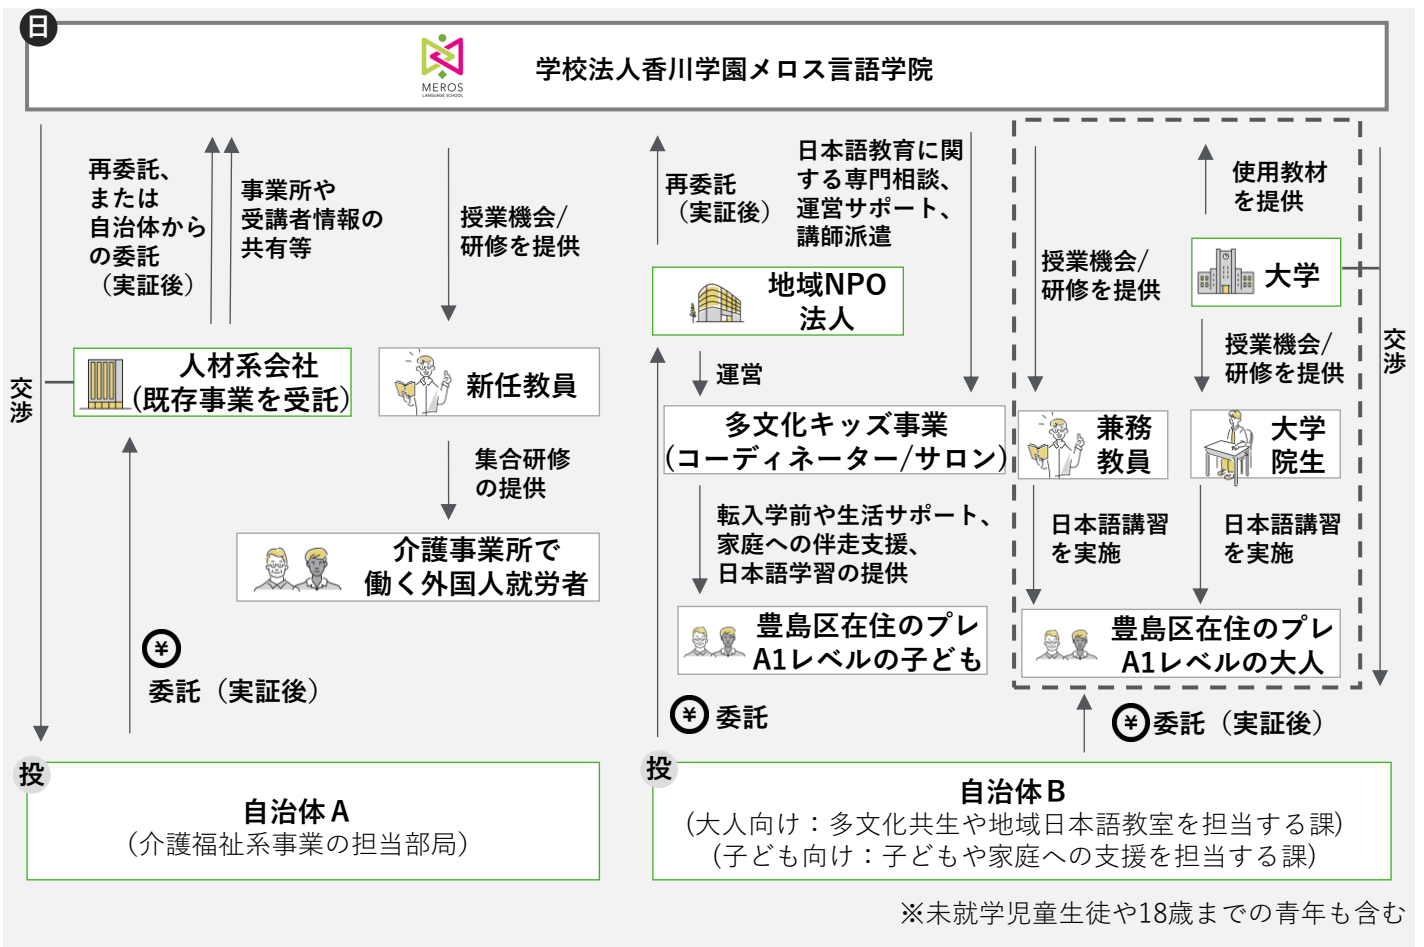 日
MEROS
LANGUAGE SCHOOL
学校法人香川学園メロス言語学院
再委託、
または
自治体から
の委託
（実証後）
事業所や
受講者情報の
共有等
授業機会/
研修を提供
再委託
（実証後）
日本語教育に関
する専門相談、
運営サポート、
講師派遣
授業機会/
研修を提供
使用教材
を提供
大学
地域NPO
法人
交渉
人材系会社
(既存事業を受託)
新任教員
運営
授業機会/
研修を提供
交渉
集合研修
の提供
多文化キッズ事業
(コーディネーター/サロン)
兼務
教員
大学
院生
介護事業所で
働く外国人就労者
転入学前や生活サポート、
家庭への伴走支援、
日本語学習の提供
日本語講習
を実施
日本語講習
を実施
豊島区在住のプレ
A1レベルの子ども
豊島区在住のプレ
A1レベルの大人
¥
委託（実証後）
¥ 委託
¥ 委託（実証後）
投
自治体A
（介護福祉系事業の担当部局）
投
自治体B
(大人向け：多文化共生や地域日本語教室を担当する課)
(子ども向け：子どもや家庭への支援を担当する課)
※未就学児童生徒や18歳までの青年も含む